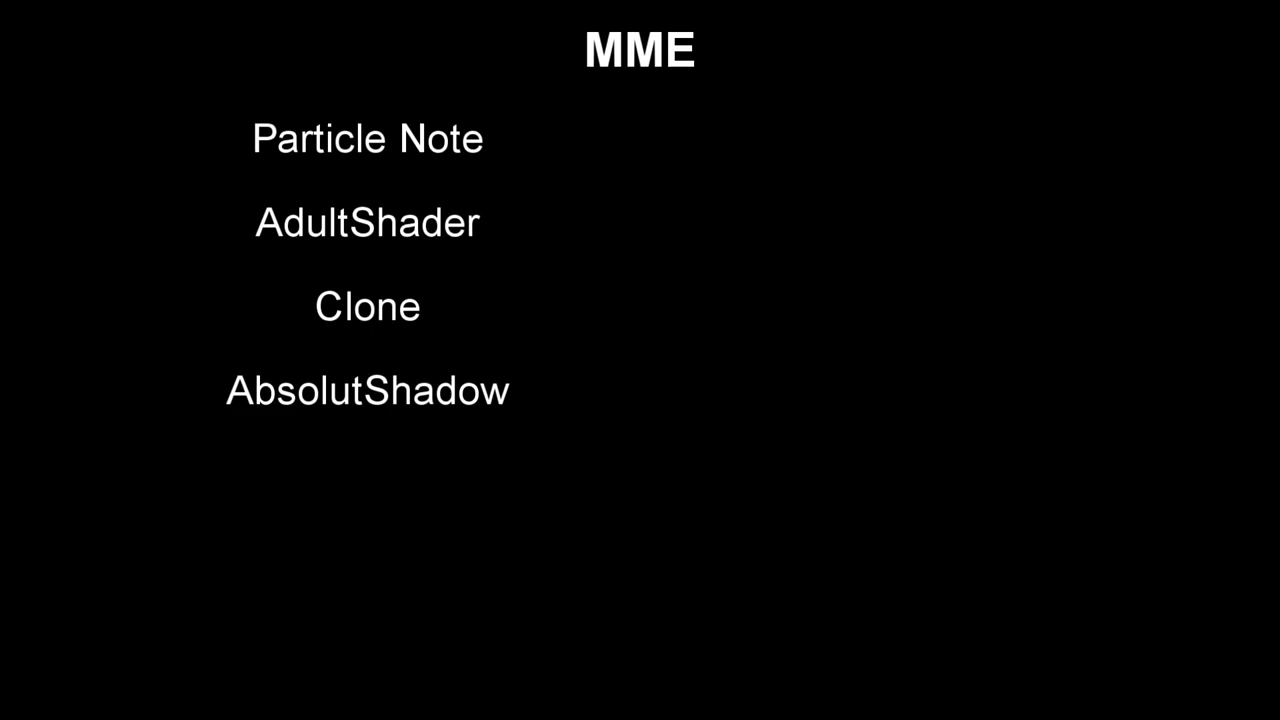 MME
Particle Note
AdultShader
Clone
AbsolutShadow